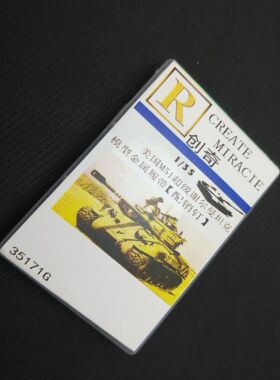 R
CREATE
MIRACIE
创奇
1/35
美国M51超级谢尔曼坦克
模型金属履带【配销钉】
35171G